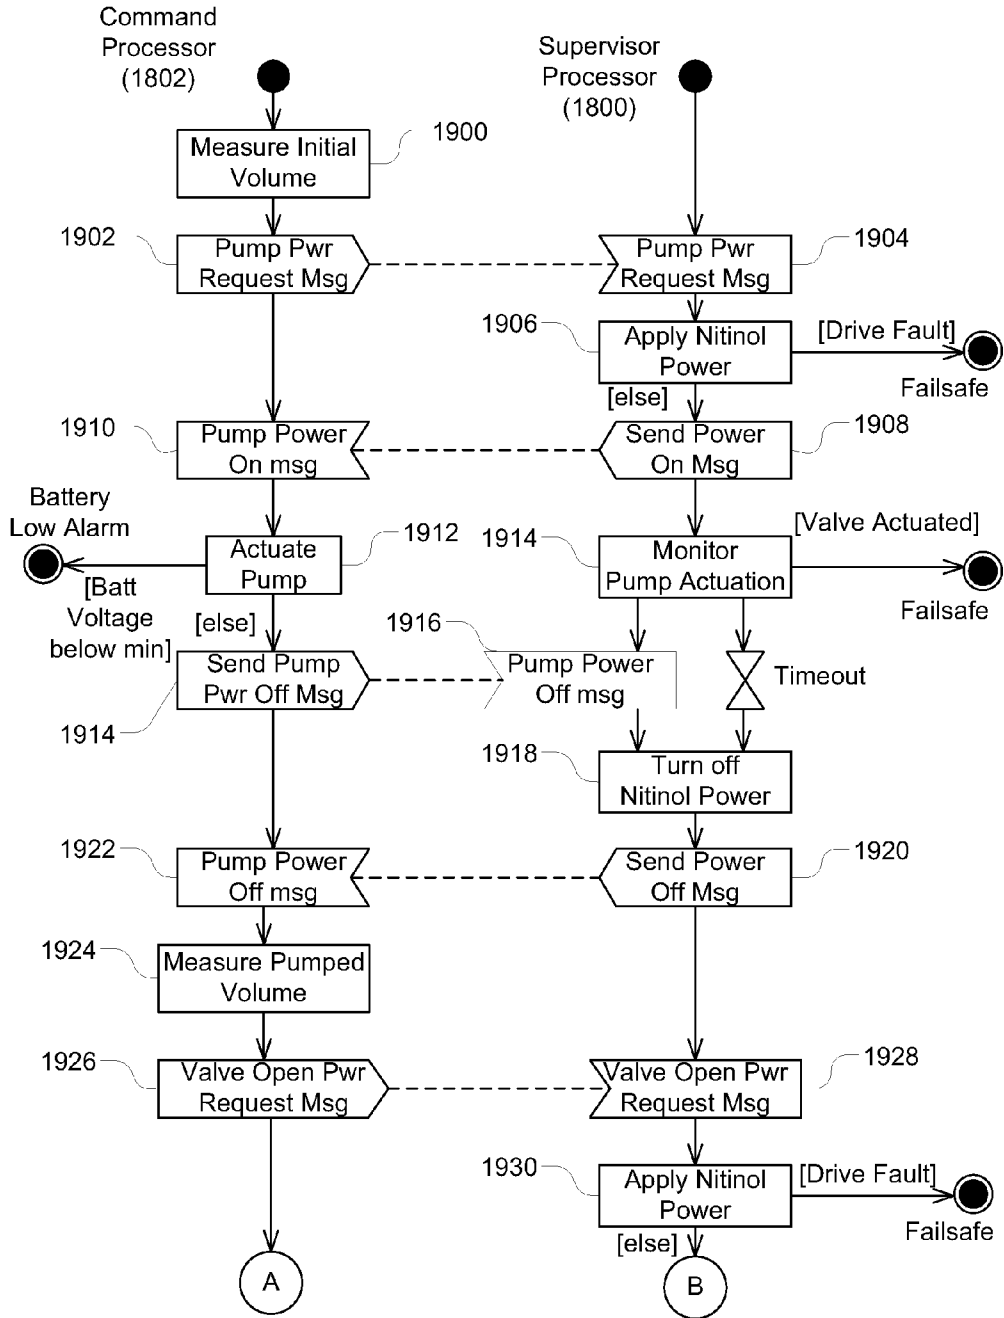 Command
Processor
(1802)
Supervisor
Processor
(1800)
Measure Initial
Volume
1900
1902
Pump Pwr
Request Msg
Pump Pwr
Request Msg
1904
1906
Apply Nitinol
Power
[Drive Fault]
Failsafe
[else]
1910
Pump Power
On msg
Send Power
On Msg
1908
Battery
Low Alarm
Actuate
Pump
1912
1914
Monitor
Pump Actuation
[Valve Actuated]
Failsafe
[Batt
Voltage
below min]
[else]
1916
Send Pump
Pwr Off Msg
1914
Pump Power
Off msg
Timeout
1918
Turn off
Nitinol Power
1922
Pump Power
Off msg
Send Power
Off Msg
1920
1924
Measure Pumped
Volume
1926
Valve Open Pwr
Request Msg
Valve Open Pwr
Request Msg
1928
1930
Apply Nitinol
Power
[Drive Fault]
Failsafe
[else]
A
B